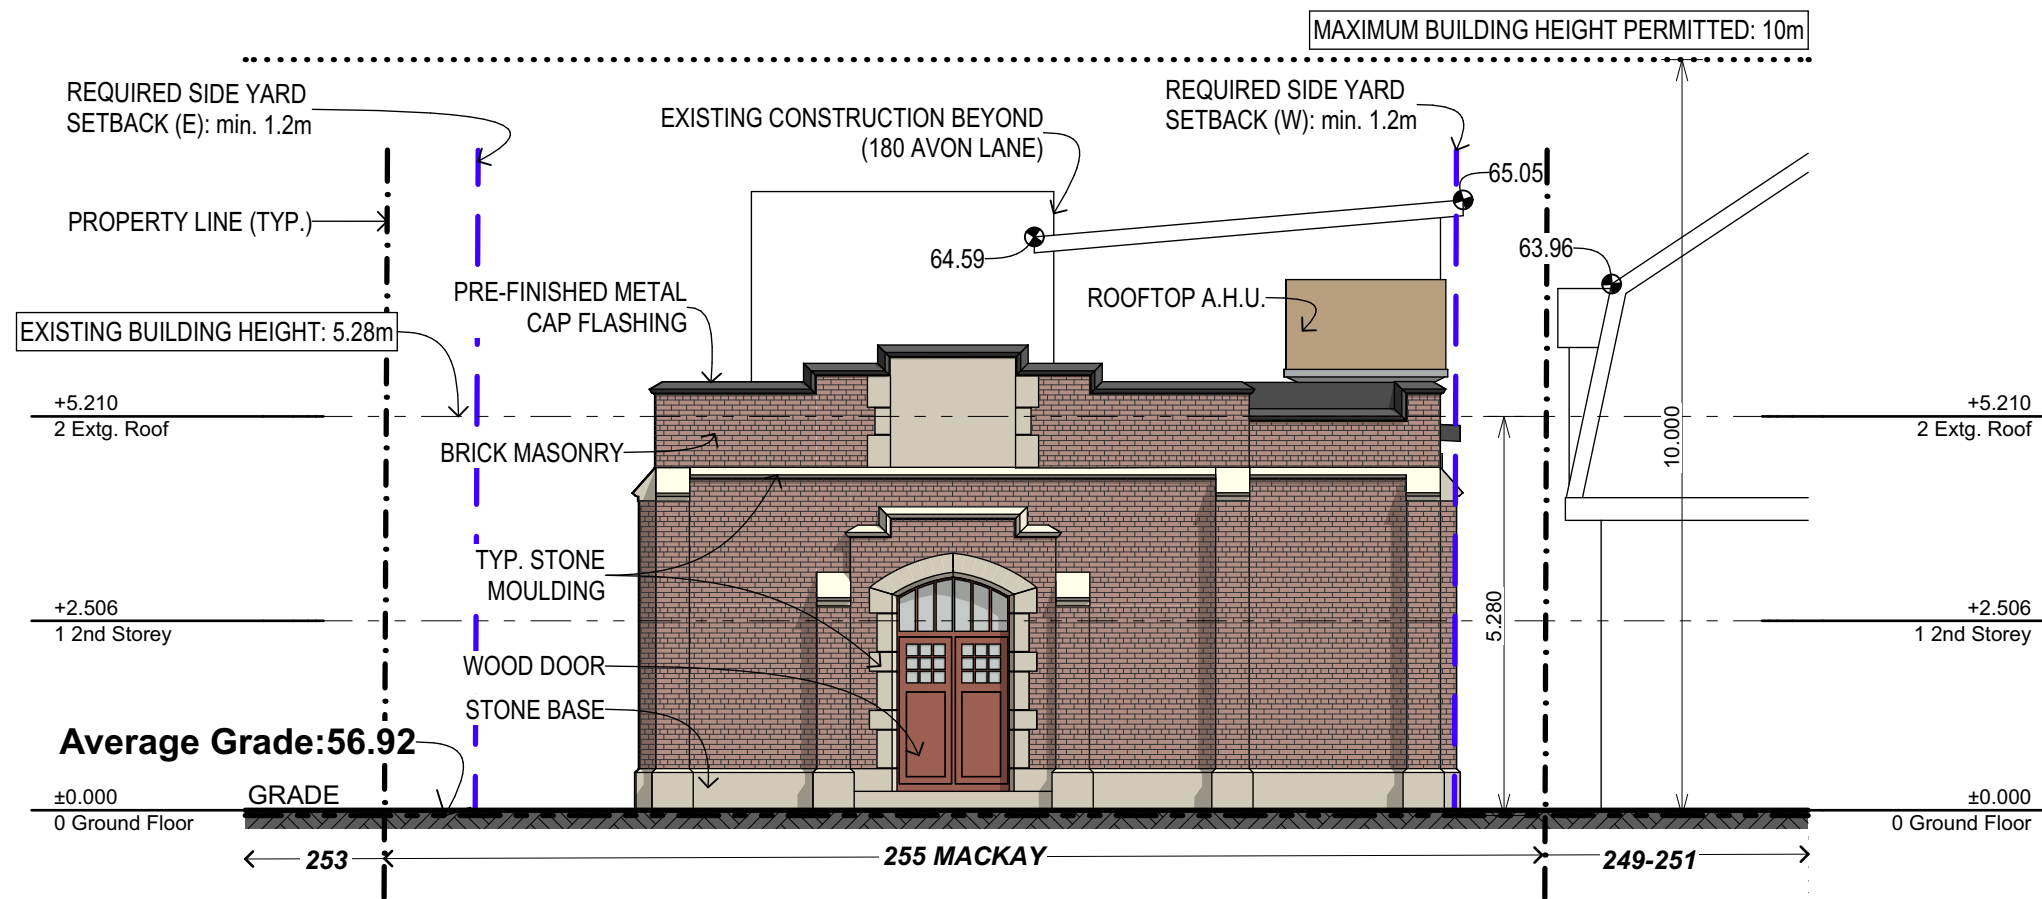 MAXIMUM BUILDING HEIGHT PERMITTED: 10m
REQUIRED SIDE YARD
SETBACK (E): min. 1.2m
EXISTING CONSTRUCTION BEYOND
(180 AVON LANE)
REQUIRED SIDE YARD
SETBACK (W): min. 1.2m
65.05
PROPERTY LINE (TYP.)
64.59
63.96
PRE-FINISHED METAL
CAP FLASHING
ROOFTOP A.H.U.
EXISTING BUILDING HEIGHT: 5.28m
+5.210
2 Extg. Roof
+5.210
2 Extg. Roof
10.000
BRICK MASONRY
TYP. STONE
MOULDING
5.280
+2.506
1 2nd Storey
+2.506
1 2nd Storey
WOOD DOOR
STONE BASE
Average Grade:56.92
±0.000
0 Ground Floor
GRADE
±0.000
0 Ground Floor
253
255 MACKAY
249-251